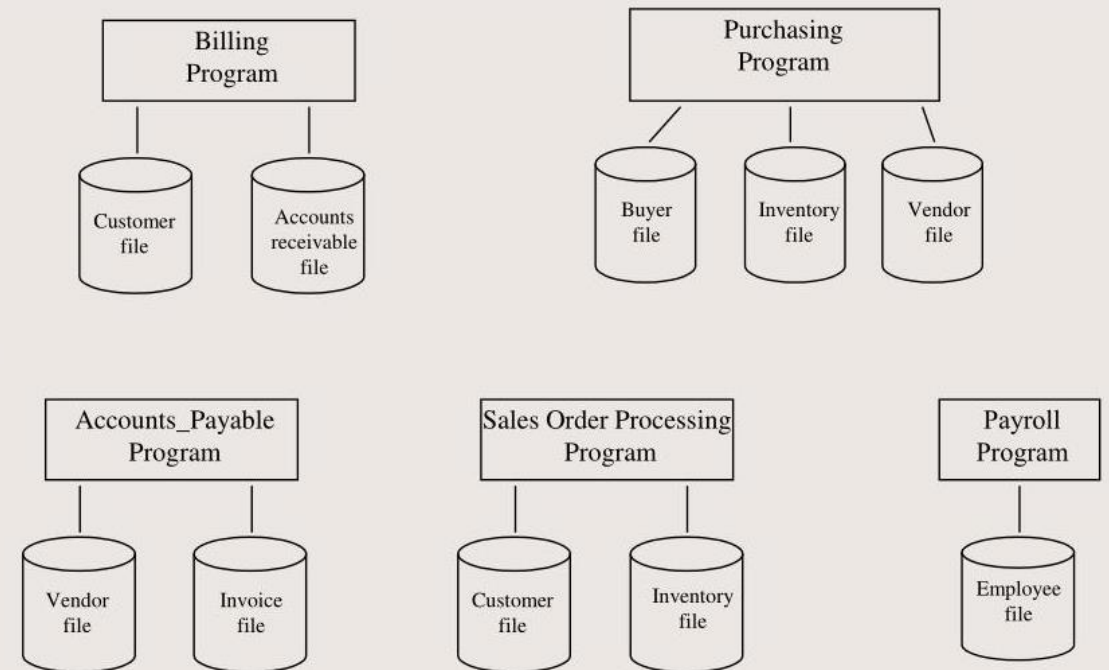 Billing
Program
Purchasing
Program
Customer
file
Accounts
receivable
file
Buyer
file
Inventory
file
Vendor
file
Accounts_Payable
Program
Sales Order Processing
Program
Payroll
Program
Vendor
file
Invoice
file
Customer
file
Inventory
file
Employee
file